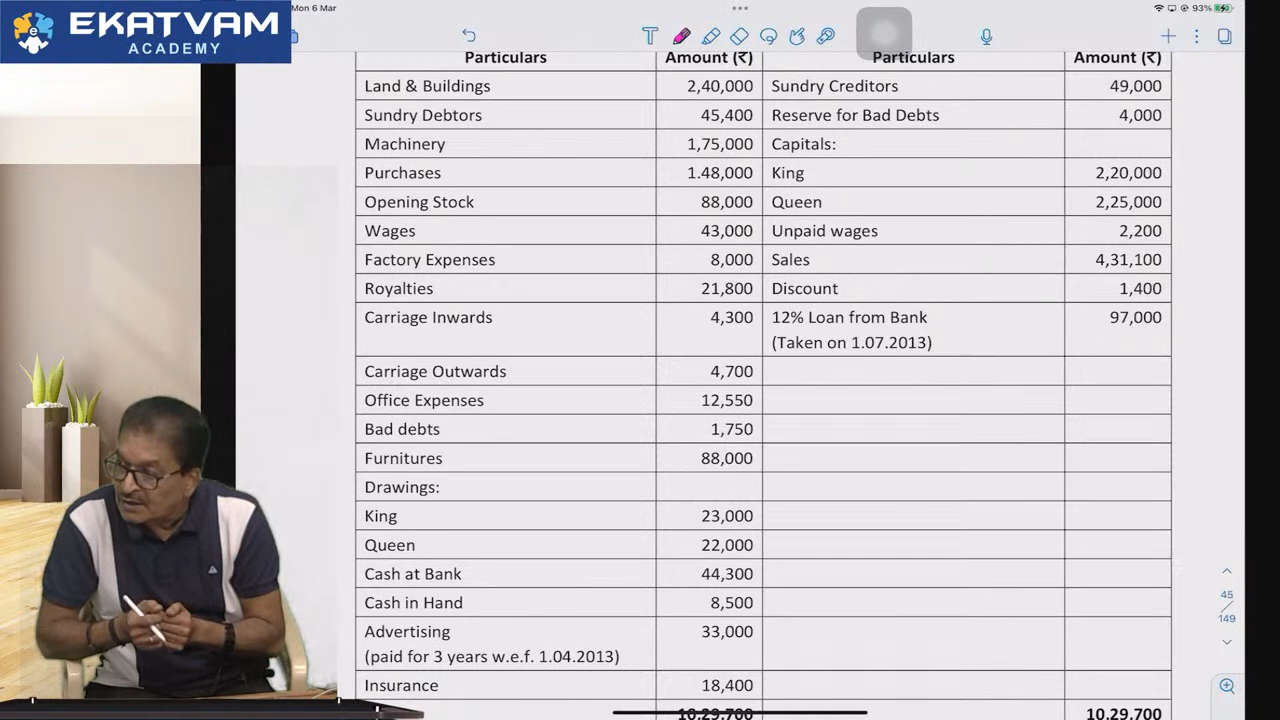 EKATVAM
ACADEMY
Mon 6 Mar
93%
Particulars Amount (₹) Particulars Amount (₹)
Land & Buildings 2,40,000 Sundry Creditors 49,000
Sundry Debtors 45,400 Reserve for Bad Debts 4,000
Machinery 1,75,000 Capitals:
Purchases 1.48,000 King 2,20,000
Opening Stock 88,000 Queen 2,25,000
Wages 43,000 Unpaid wages 2,200
Factory Expenses 8,000 Sales 4,31,100
Royalties 21,800 Discount 1,400
Carriage Inwards 4,300 12% Loan from Bank 97,000
(Taken on 1.07.2013)
Carriage Outwards 4,700
Office Expenses 12,550
Bad debts 1,750
Furnitures 88,000
Drawings:
King 23,000
Queen 22,000
Cash at Bank 44,300
Cash in Hand 8,500
Advertising 33,000
(paid for 3 years w.e.f. 1.04.2013)
Insurance 18,400
10,29,700 10,29,700
45
149